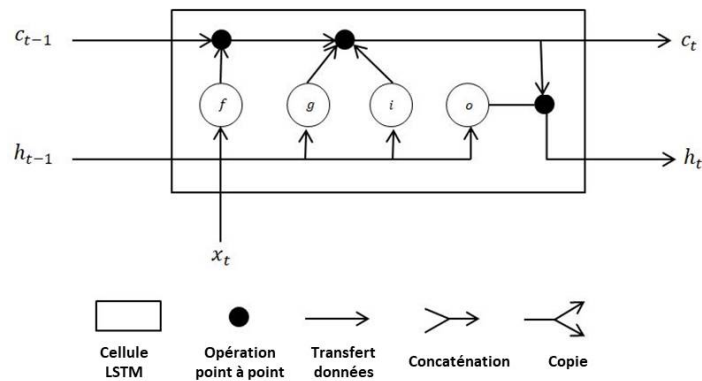 c_{t-1}
c_t
f
g
i
o
h_{t-1}
h_t
x_t
Cellule
LSTM
Opération
point à point
Transfert
données
Concaténation
Copie